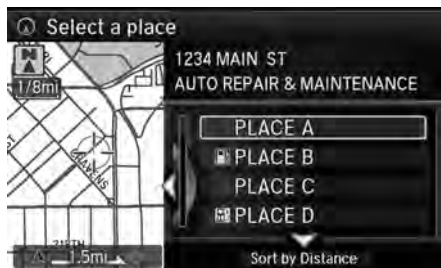 Select a place
1234 MAIN ST
AUTO REPAIR & MAINTENANCE
N
1/8mi
PLACE A
PLACE B
PLACE C
PLACE D
RAVENS
1.5mi
Sort by Distance